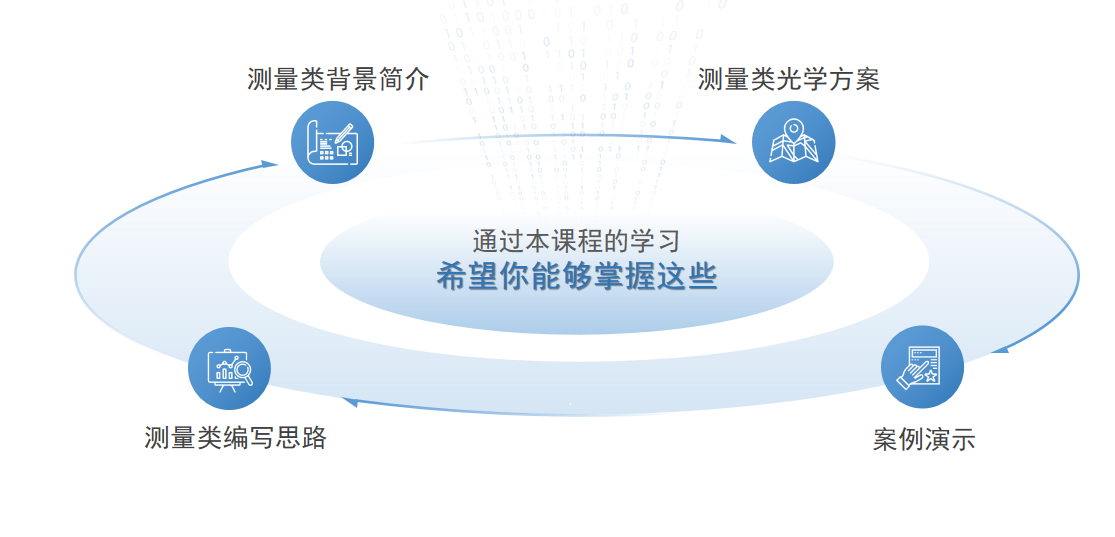 测量类背景简介
测量类光学方案
通过本课程的学习
希望你能够掌握这些
测量类编写思路
案例演示